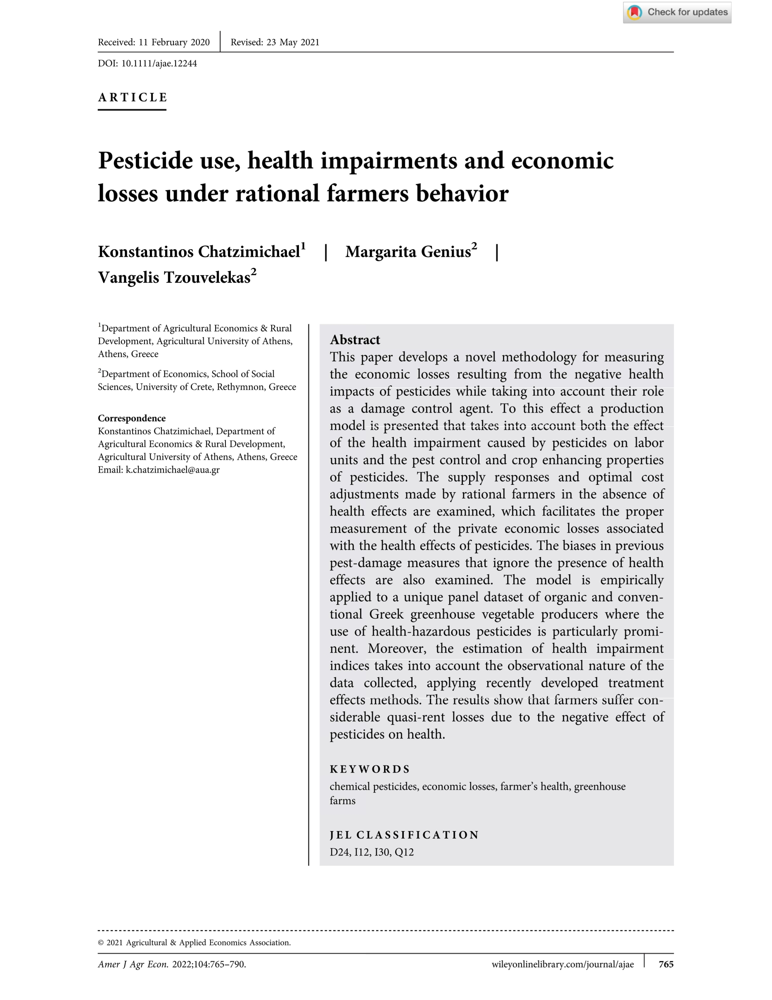 Check for updates
Received: 11 February 2020 | Revised: 23 May 2021
DOI: 10.1111/ajae.12244
ARTICLE
Pesticide use, health impairments and economic
losses under rational farmers behavior
Konstantinos Chatzimichael1 | Margarita Genius2 |
Vangelis Tzouvelekas2
1Department of Agricultural Economics & Rural
Development, Agricultural University of Athens,
Athens, Greece
2Department of Economics, School of Social
Sciences, University of Crete, Rethymnon, Greece
Correspondence
Konstantinos Chatzimichael, Department of
Agricultural Economics & Rural Development,
Agricultural University of Athens, Athens, Greece
Email: k.chatzimichael@aua.gr
Abstract
This paper develops a novel methodology for measuring
the economic losses resulting from the negative health
impacts of pesticides while taking into account their role
as a damage control agent. To this effect a production
model is presented that takes into account both the effect
of the health impairment caused by pesticides on labor
units and the pest control and crop enhancing properties
of pesticides. The supply responses and optimal cost
adjustments made by rational farmers in the absence of
health effects are examined, which facilitates the proper
measurement of the private economic losses associated
with the health effects of pesticides. The biases in previous
pest-damage measures that ignore the presence of health
effects are also examined. The model is empirically
applied to a unique panel dataset of organic and conven-
tional Greek greenhouse vegetable producers where the
use of health-hazardous pesticides is particularly promi-
nent. Moreover, the estimation of health impairment
indices takes into account the observational nature of the
data collected, applying recently developed treatment
effects methods. The results show that farmers suffer con-
siderable quasi-rent losses due to the negative effect of
pesticides on health.
KEYWORDS
chemical pesticides, economic losses, farmer's health, greenhouse
farms
JEL CLASSIFICATION
D24, I12, I30, Q12
© 2021 Agricultural & Applied Economics Association.
Amer J Agr Econ. 2022;104:765–790.
wileyonlinelibrary.com/journal/ajae | 765